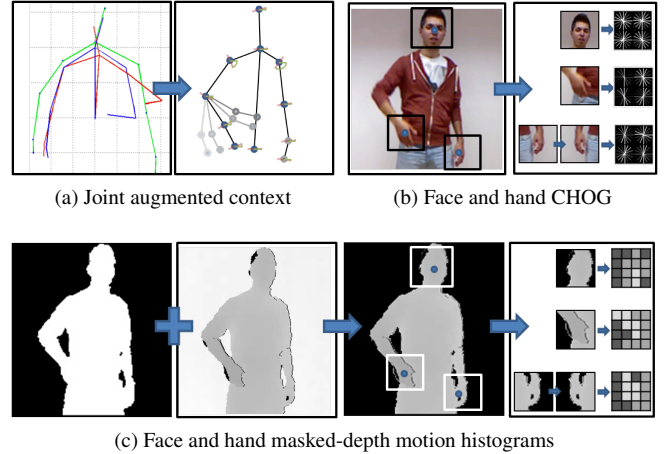 (a) Joint augmented context
(b) Face and hand CHOG
(c) Face and hand masked-depth motion histograms